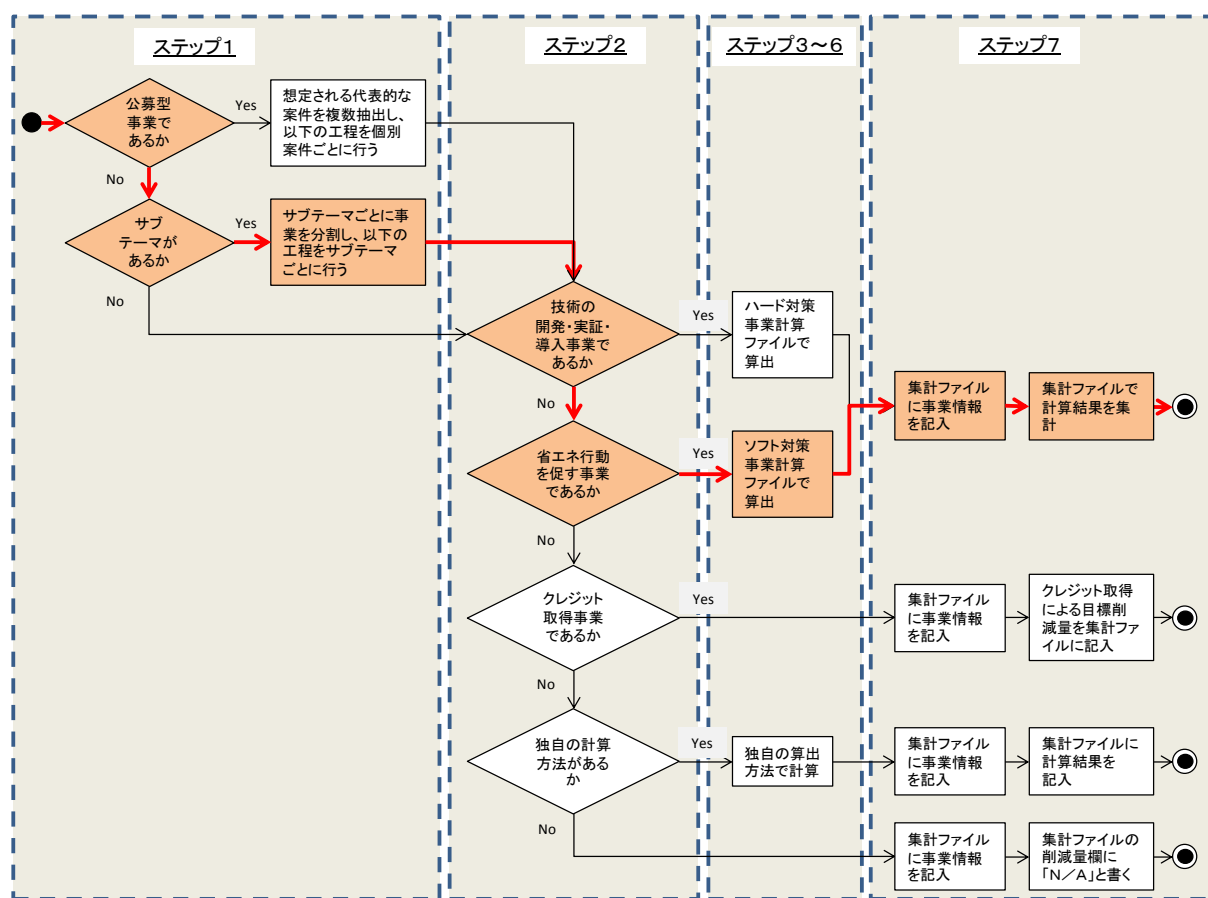 ステップ1
ステップ2
ステップ3～6
ステップ7
公募型
事業で
あるか
Yes
想定される代表的な
案件を複数抽出し、
以下の工程を個別
案件ごとに行う
No
サブ
テーマが
あるか
Yes
サブテーマごとに事
業を分割し、以下の
工程をサブテーマ
ごとに行う
No
技術の
開発・実証・
導入事業で
あるか
Yes
ハード対策
事業計算
ファイルで
算出
No
省エネ行動
を促す事業
であるか
Yes
ソフト対策
事業計算
ファイルで
算出
集計ファイル
に事業情報
を記入
集計ファイルで
計算結果を集
計
No
クレジット
取得事業
であるか
Yes
集計ファイル
に事業情報
を記入
クレジット取得
による目標削
減量を集計ファ
イルに記入
No
独自の計算
方法がある
か
Yes
独自の算出
方法で計算
集計ファイル
に事業情報
を記入
集計ファイルに
計算結果を
記入
No
集計ファイル
に事業情報
を記入
集計ファイルの
削減量欄に
「N／A」と書く